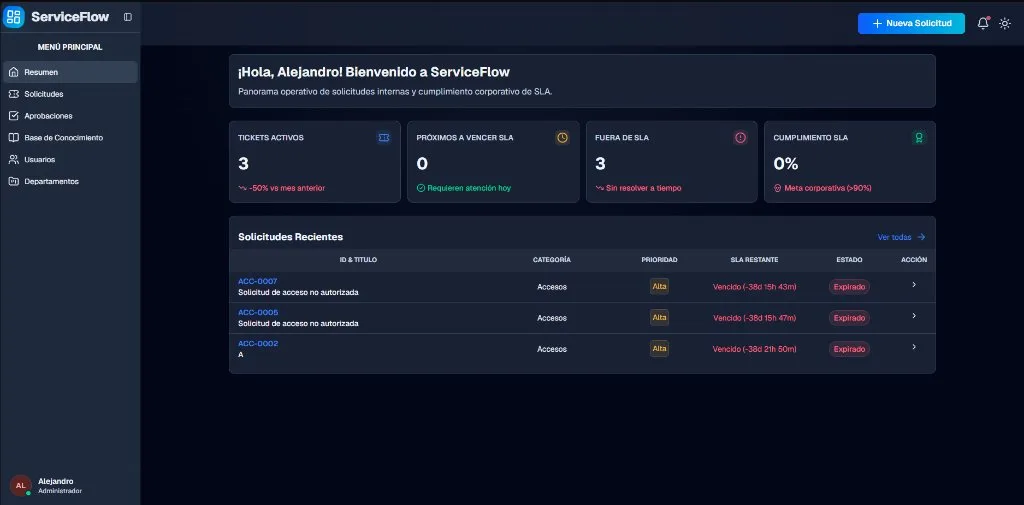 ServiceFlow
MENÚ PRINCIPAL
Resumen
Solicitudes
Aprobaciones
Base de Conocimiento
Usuarios
Departamentos
AL
Alejandro
Administrador
Nueva Solicitud
¡Hola, Alejandro! Bienvenido a ServiceFlow
Panorama operativo de solicitudes internas y cumplimiento corporativo de SLA.
TICKETS ACTIVOS
3
-50% vs mes anterior
PRÓXIMOS A VENCER SLA
0
Requieren atención hoy
FUERA DE SLA
3
Sin resolver a tiempo
CUMPLIMIENTO SLA
0%
Meta corporativa (>90%)
Solicitudes Recientes
Ver todas
ID & TITULO CATEGORÍA PRIORIDAD SLA RESTANTE ESTADO ACCIÓN
ACC-0007
Solicitud de acceso no autorizada Accesos Alta Vencido (-38d 15h 43m) Expirado
ACC-0005
Solicitud de acceso no autorizada Accesos Alta Vencido (-38d 15h 47m) Expirado
ACC-0002
A Accesos Alta Vencido (-38d 21h 50m) Expirado